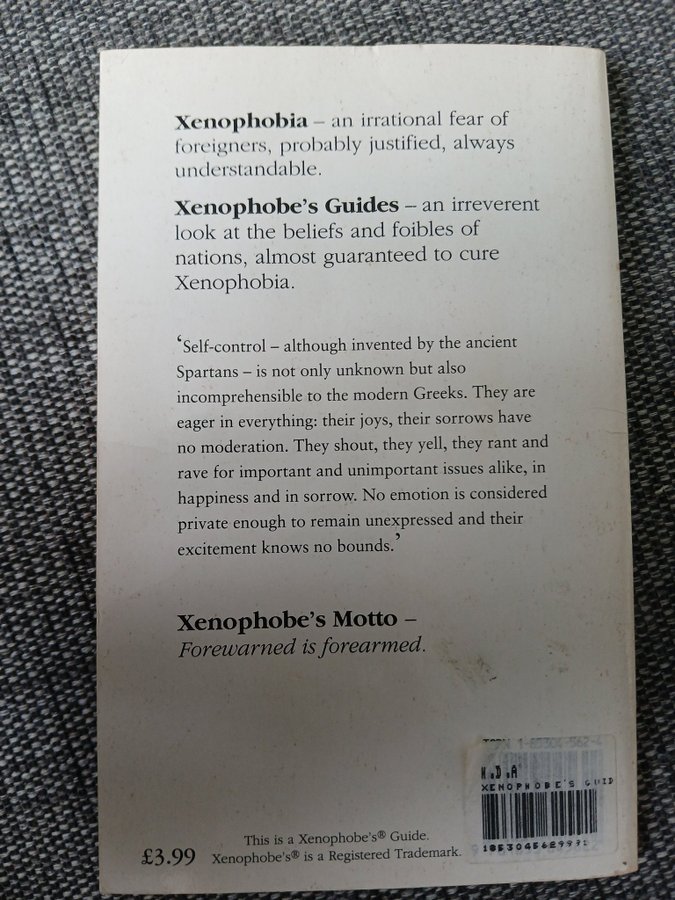 Xenophobia – an irrational fear of
foreigners, probably justified, always
understandable.
Xenophobe's Guides – an irreverent
look at the beliefs and foibles of
nations, almost guaranteed to cure
Xenophobia.
'Self-control – although invented by the ancient
Spartans – is not only unknown but also
incomprehensible to the modern Greeks. They are
eager in everything: their joys, their sorrows have
no moderation. They shout, they yell, they rant and
rave for important and unimportant issues alike, in
happiness and in sorrow. No emotion is considered
private enough to remain unexpressed and their
excitement knows no bounds.'
Xenophobe's Motto –
Forewarned is forearmed.
ISBN 1-85304-562-4
XENOPHOBE'S GUID
This is a Xenophobe's® Guide.
£3.99 Xenophobe's® is a Registered Trademark.